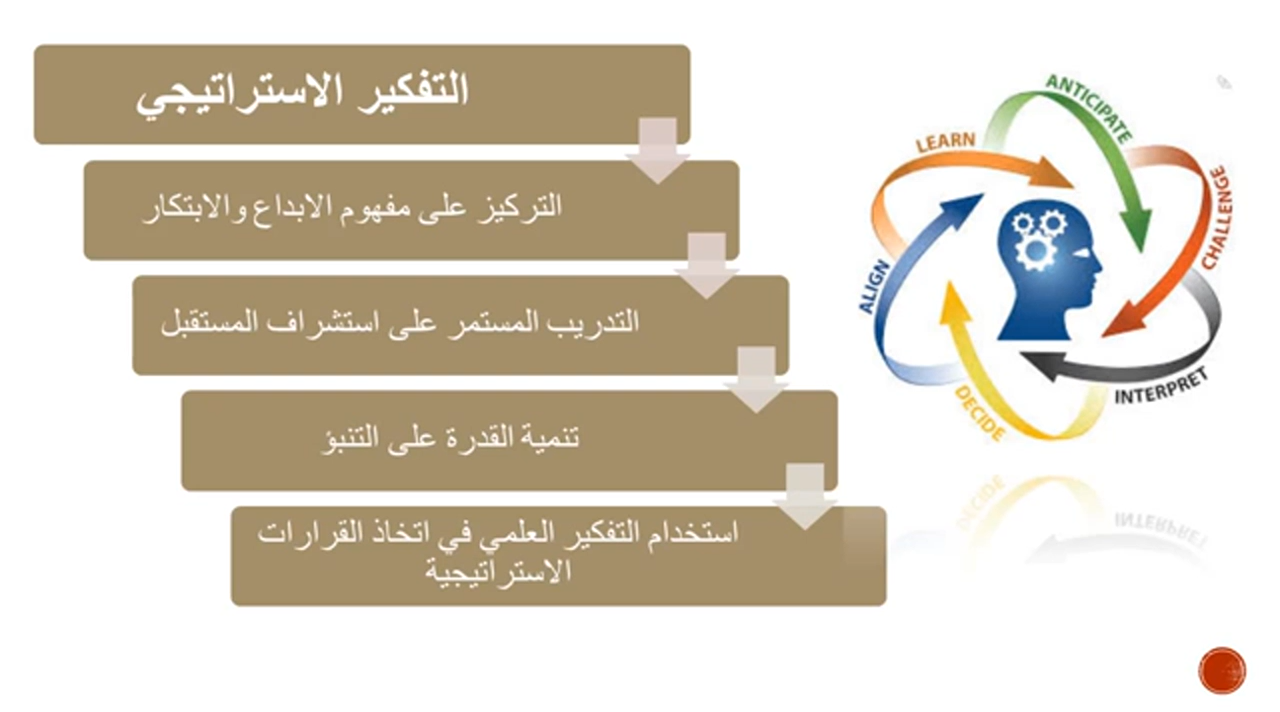 التفكير الاستراتيجي
التركيز على مفهوم الابداع والابتكار
التدريب المستمر على استشراف المستقبل
تنمية القدرة على التنبؤ
استخدام التفكير العلمي في اتخاذ القرارات
الاستراتيجية
ANTICIPATE
CHALLENGE
INTERPRET
DECIDE
ALIGN
LEARN